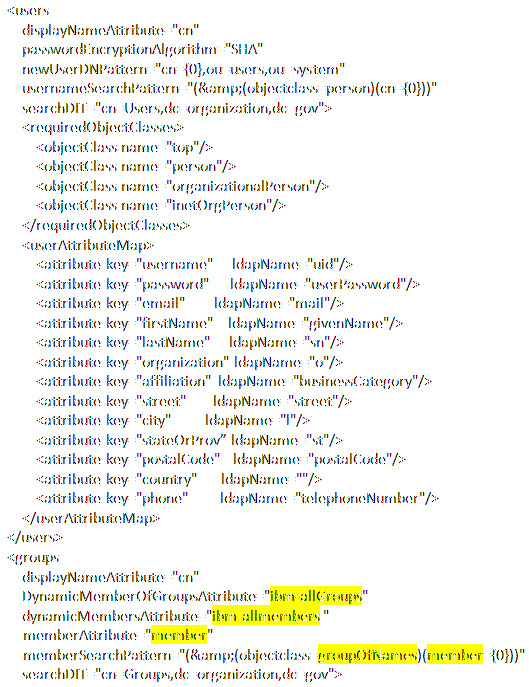 <users
displayNameAttribute="cn"
passwordEncryptionAlgorithm="SHA"
newUserDNPattern="cn={0},ou=users,ou=system"
usernameSearchPattern="(&amp;(objectclass=person)(cn={0}))"
searchDIT="cn=Users,dc=organization,dc=gov">
<requiredObjectClasses>
<objectClass name="top"/>
<objectClass name="person"/>
<objectClass name="organizationalPerson"/>
<objectClass name="inetOrgPerson"/>
</requiredObjectClasses>
<userAttributeMap>
<attribute key="username" ldapName="uid"/>
<attribute key="password" ldapName="userPassword"/>
<attribute key="email" ldapName="mail"/>
<attribute key="firstName" ldapName="givenName"/>
<attribute key="lastName" ldapName="sn"/>
<attribute key="organization" ldapName="o"/>
<attribute key="affiliation" ldapName="businessCategory"/>
<attribute key="street" ldapName="street"/>
<attribute key="city" ldapName="l"/>
<attribute key="stateOrProv” ldapName="st"/>
<attribute key="postalCode" ldapName="postalCode"/>
<attribute key="country" ldapName=""/>
<attribute key="phone" ldapName="telephoneNumber"/>
</userAttributeMap>
</users>
<groups
displayNameAttribute="cn"
DynamicMemberOfGroupsAttribute="ibm-allGroups"
dynamicMembersAttribute="ibm-allmembers "
memberAttribute="member"
memberSearchPattern="(&amp;(objectclass=groupOfNames)(member={0}))"
searchDIT="cn=Groups,dc=organization,dc=gov">